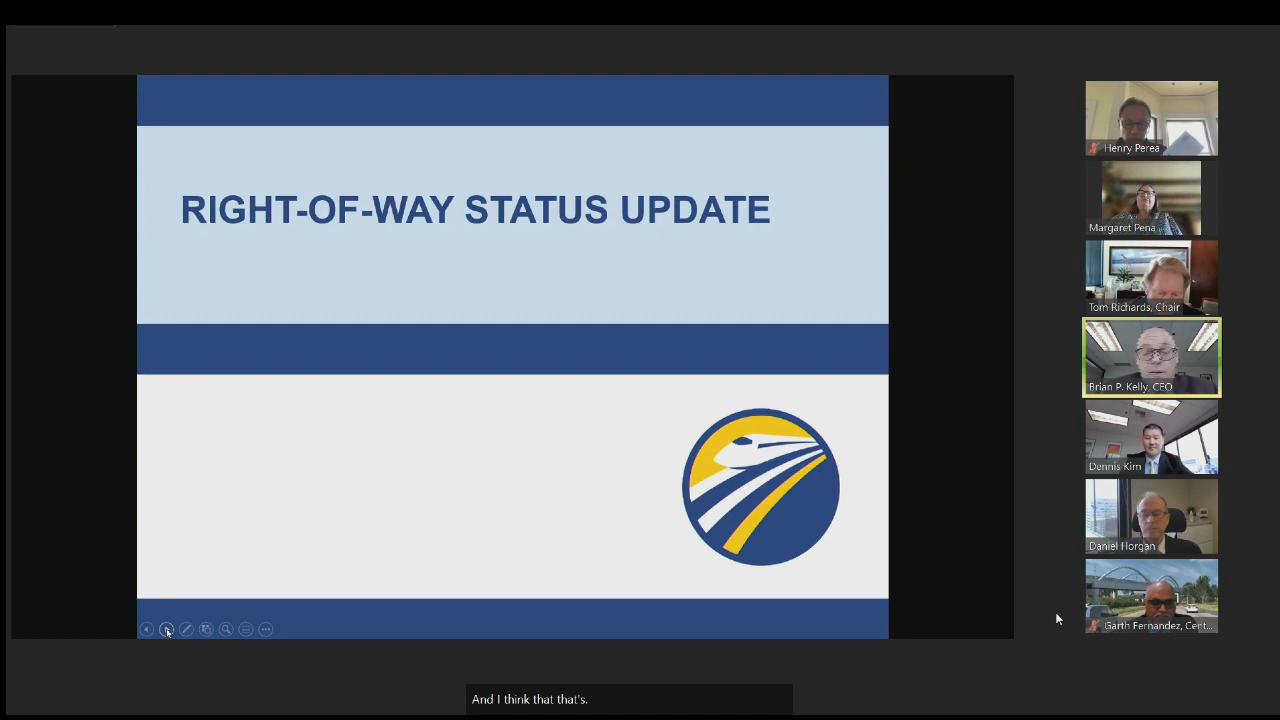 RIGHT-OF-WAY STATUS UPDATE
Henry Perea
Margaret Pena
Tom Richards, Chair
Brian P. Kelly, CEO
Dennis Kim
Daniel Horgan
Garth Fernandez, Cent...
And I think that that's.